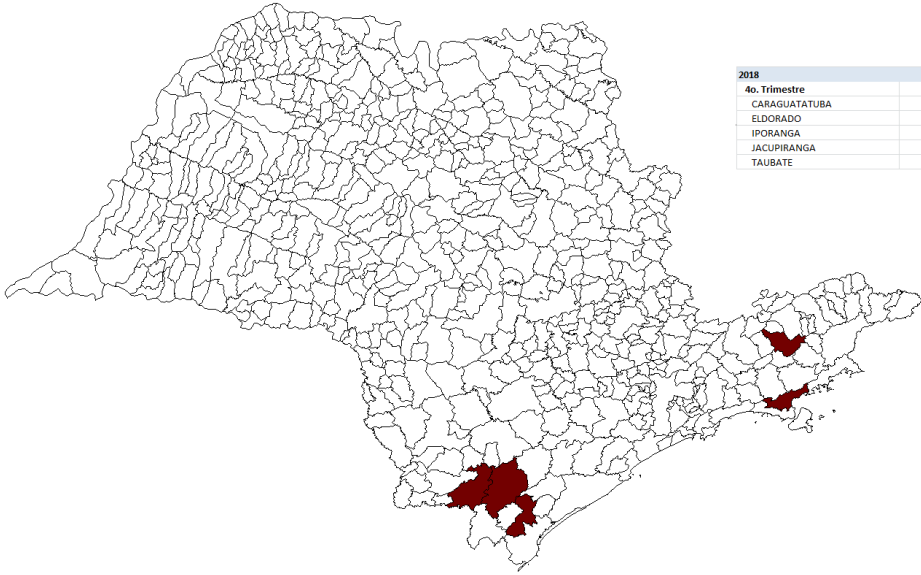 2018
4o. Trimestre
CARAGUATATUBA
ELDORADO
IPORANGA
JACUPIRANGA
TAUBATE